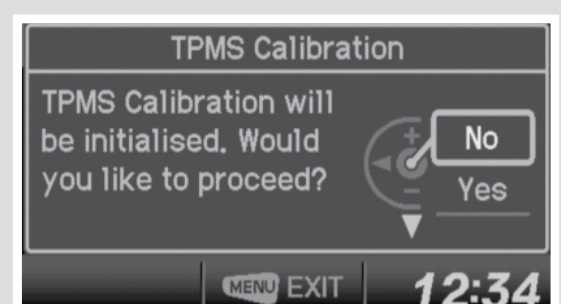 TPMS Calibration
TPMS Calibration will
be initialised. Would
you like to proceed?
No
Yes
MENU EXIT
12:34